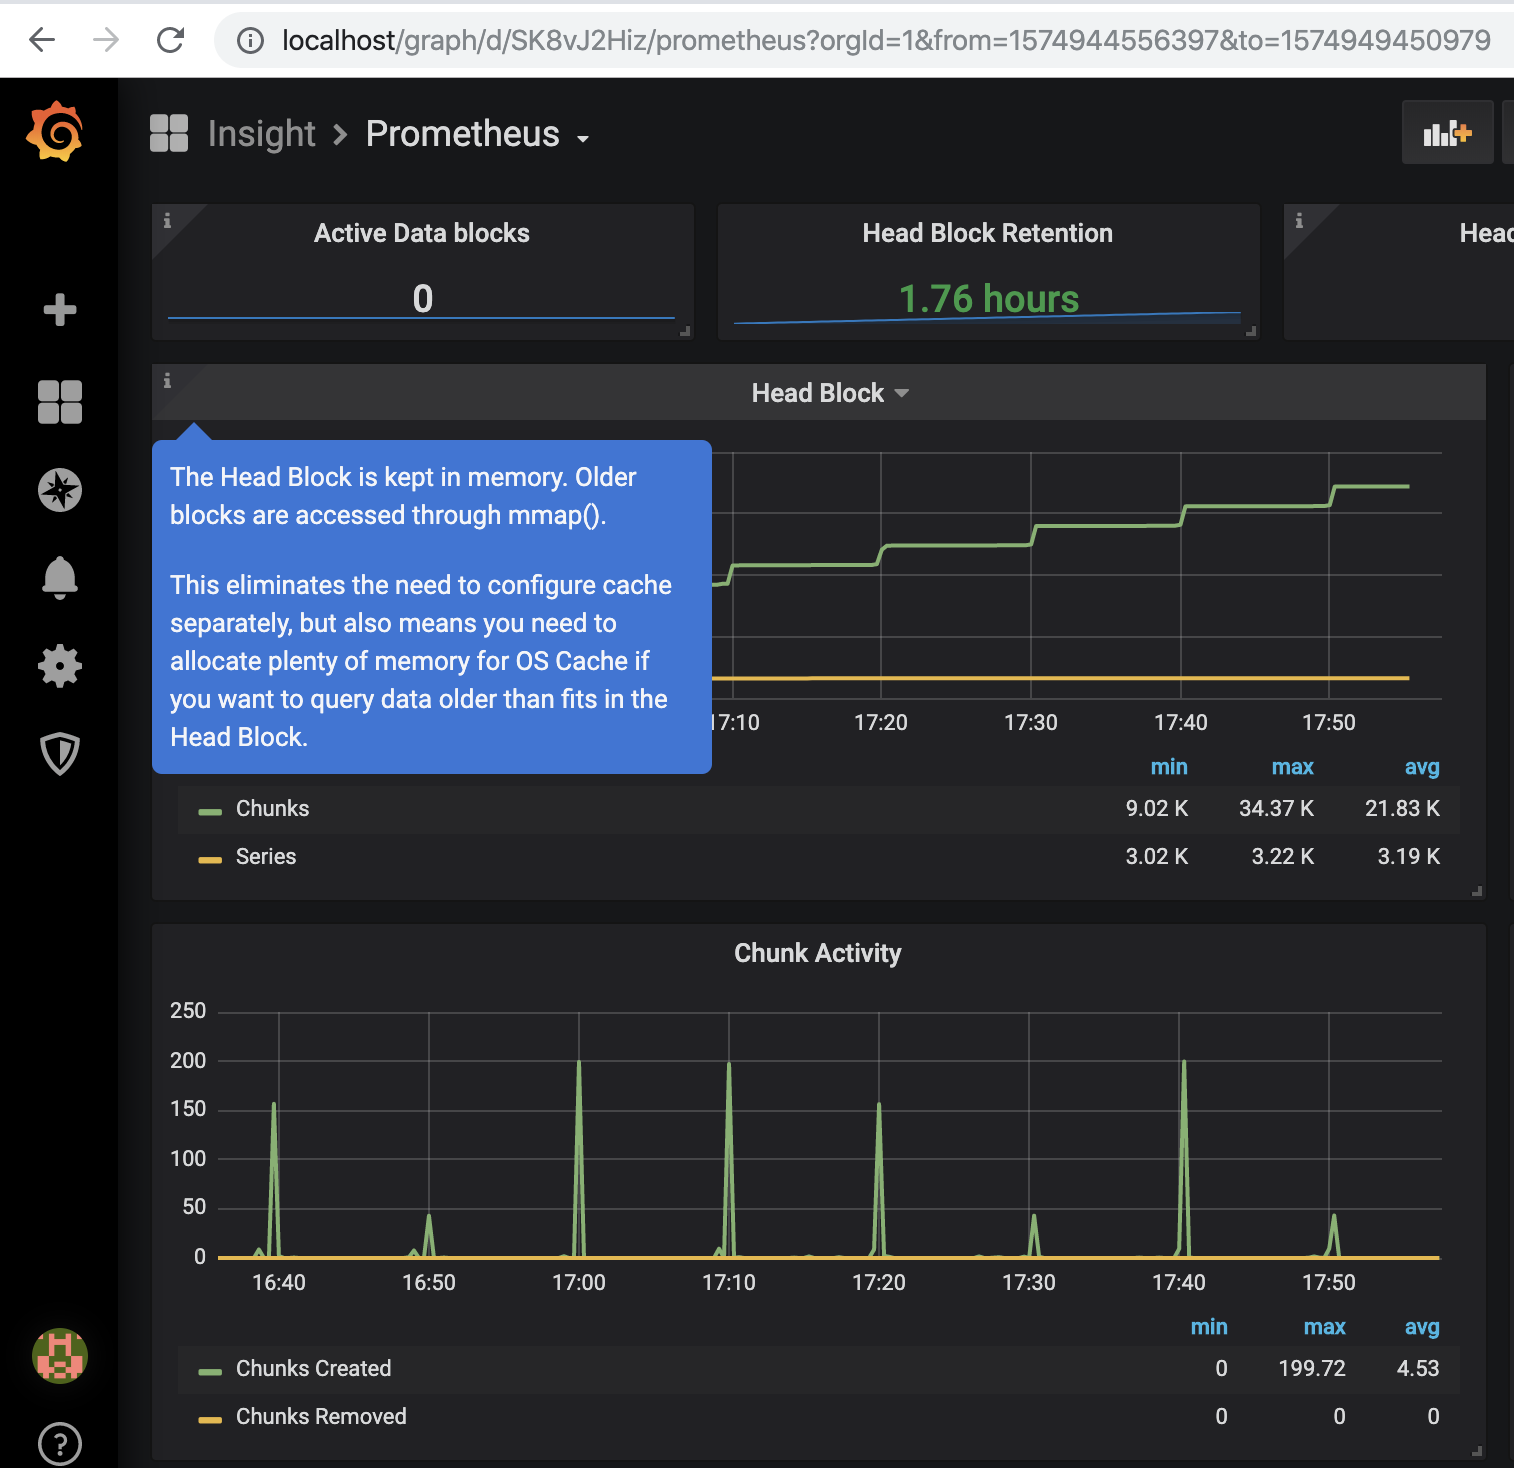 localhost/graph/d/SK8vJ2Hiz/prometheus?orgId=1&from=1574944556397&to=1574949450979
Insight > Prometheus
i
Active Data blocks
0
Head Block Retention
1.76 hours
i
Head
i
Head Block
The Head Block is kept in memory. Older
blocks are accessed through mmap().
This eliminates the need to configure cache
separately, but also means you need to
allocate plenty of memory for OS Cache if
you want to query data older than fits in the
Head Block.
17:10 17:20 17:30 17:40 17:50
min max avg
Chunks 9.02 K 34.37 K 21.83 K
Series 3.02 K 3.22 K 3.19 K
Chunk Activity
250
200
150
100
50
0
16:40 16:50 17:00 17:10 17:20 17:30 17:40 17:50
min max avg
Chunks Created 0 199.72 4.53
Chunks Removed 0 0 0
?